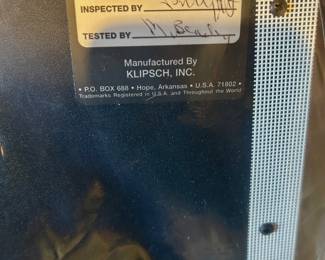 INSPECTED BY
TESTED BY M. Beasley
Manufactured By
KLIPSCH, INC.
• P.O. BOX 688 • Hope, Arkansas • U.S.A. 71802 •
Trademarks Registered in U.S.A. and Throughout the World